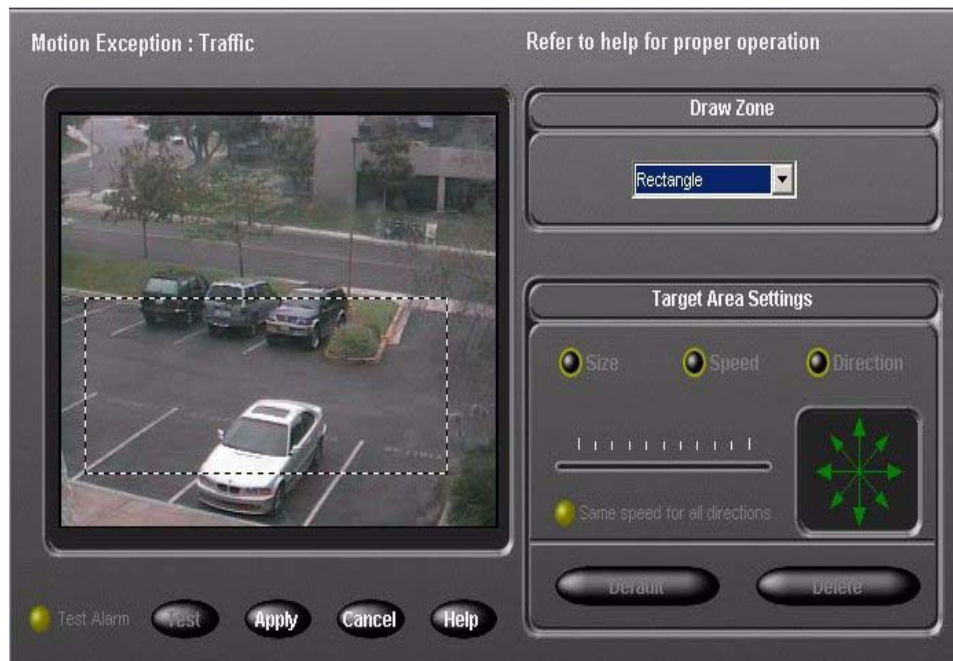 Motion Exception : Traffic
Refer to help for proper operation
Draw Zone
Rectangle
Target Area Settings
Size
Speed
Direction
Same speed for all directions
Default
Delete
Test Alarm
Test
Apply
Cancel
Help